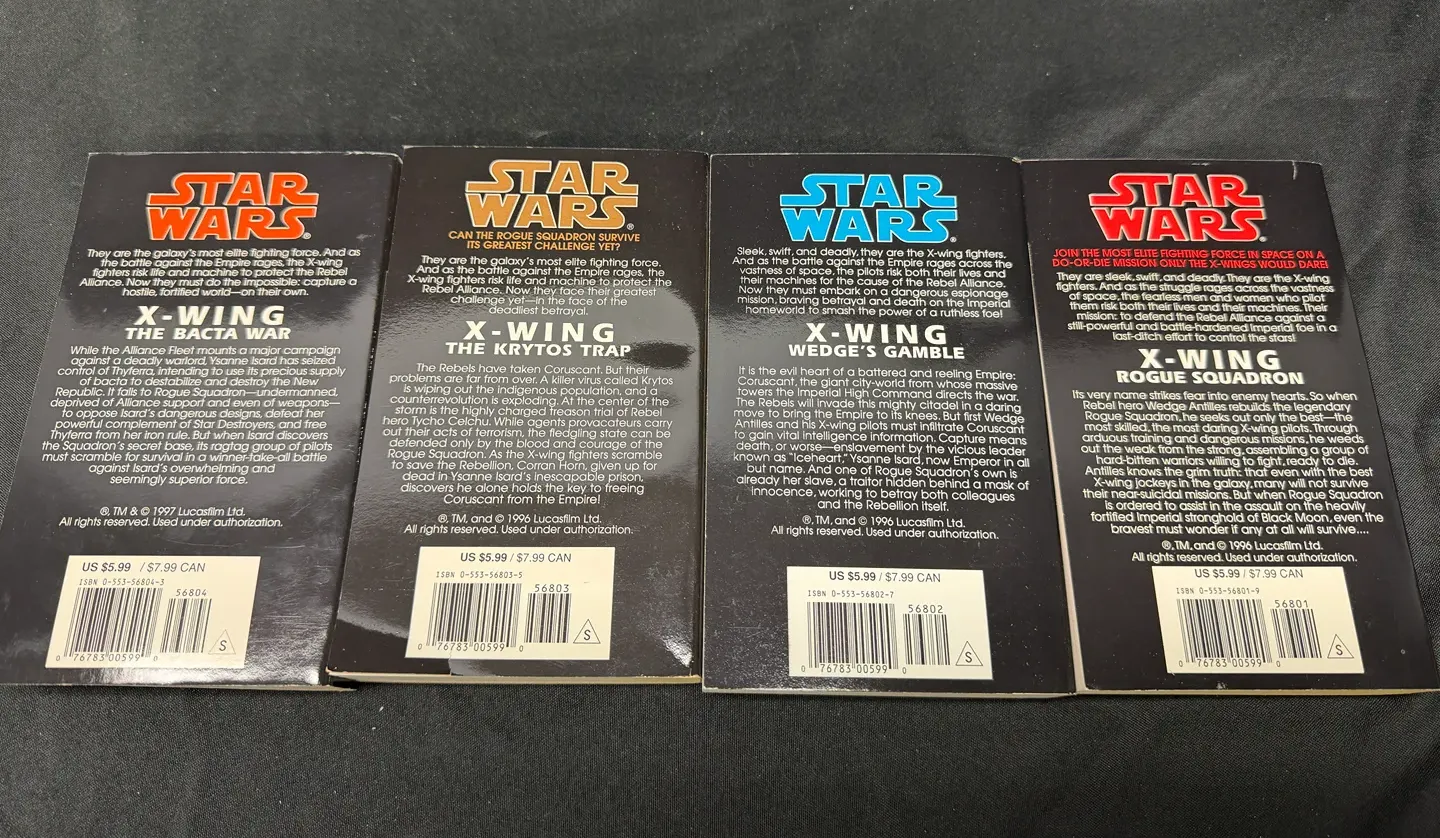 STAR
WARS®
They are the galaxy's most elite fighting force. And as
the battle against the Empire rages, the X-wing
fighters risk life and machine to protect the Rebel
Alliance. Now they must do the impossible: capture a
hostile, fortified world—on their own.
X-WING
THE BACTA WAR
While the Alliance Fleet mounts a major campaign
against a deadly warlord, Ysanne Isard has seized
control of Thyferra, intending to use its precious supply
of bacta to destabilize and destroy the New
Republic. It falls to Rogue Squadron—undermanned,
deprived of Alliance support and even of weapons—
to oppose Isard's dangerous designs, defeat her
powerful complement of Star Destroyers, and free
Thyferra from her iron rule. But when Isard discovers
the Squadron's secret base, its ragtag group of pilots
must scramble for survival in a winner-take-all battle
against Isard's overwhelming and
seemingly superior force.
®, TM & © 1997 Lucasfilm Ltd.
All rights reserved. Used under authorization.
US $5.99 / $7.99 CAN
ISBN 0-553-56804-3
56804
0 76783 00599 0
S
STAR
WARS®
CAN THE ROGUE SQUADRON SURVIVE
ITS GREATEST CHALLENGE YET?
They are the galaxy's most elite fighting force.
And as the battle against the Empire rages, the
X-wing fighters risk life and machine to protect the
Rebel Alliance. Now they face their greatest
challenge yet—in the face of the
deadliest betrayal.
X-WING
THE KRYTOS TRAP
The Rebels have taken Coruscant. But their
problems are far from over. A killer virus called Krytos
is wiping out the indigenous population, and a
counterrevolution is exploding. At the center of the
storm is the highly charged treason trial of Rebel
hero Tycho Celchu. While agents provocateurs carry
out their acts of terrorism, the fledgling state can be
defended only by the blood and courage of the
Rogue Squadron. As the X-wing fighters scramble
to save the Rebellion, Corran Horn, given up for
dead in Ysanne Isard's inescapable prison,
discovers he alone holds the key to freeing
Coruscant from the Empire!
®, TM, and © 1996 Lucasfilm Ltd.
All rights reserved. Used under authorization.
US $5.99 / $7.99 CAN
ISBN 0-553-56803-5
56803
0 76783 00599 0
S
STAR
WARS®
Sleek, swift, and deadly, they are the X-wing fighters.
And as the battle against the Empire rages across the
vastness of space, the pilots risk both their lives and
their machines for the cause of the Rebel Alliance.
Now they must embark on a dangerous espionage
mission, braving betrayal and death on the Imperial
homeworld to smash the power of a ruthless foe!
X-WING
WEDGE'S GAMBLE
It is the evil heart of a battered and reeling Empire:
Coruscant, the giant city-world from whose massive
towers the Imperial High Command directs the war.
The Rebels will invade this mighty citadel in a daring
move to bring the Empire to its knees. But first Wedge
Antilles and his X-wing pilots must infiltrate Coruscant
to gain vital intelligence information. Capture means
death, or worse—enslavement by the vicious leader
known as "Iceheart," Ysanne Isard, now Emperor in all
but name. And one of Rogue Squadron's own is
already her slave, a traitor hidden behind a mask of
innocence, working to betray both colleagues
and the Rebellion itself.
®, TM, and © 1996 Lucasfilm Ltd.
All rights reserved. Used under authorization.
US $5.99 / $7.99 CAN
ISBN 0-553-56802-7
56802
0 76783 00599 0
S
STAR
WARS®
JOIN THE MOST ELITE FIGHTING FORCE IN SPACE ON A
DO-OR-DIE MISSION ONLY THE X-WINGS WOULD DARE!
They are sleek, swift, and deadly. They are the X-wing
fighters. And as the struggle rages across the vastness
of space, the fearless men and women who pilot
them risk both their lives and their machines. Their
mission: to defend the Rebel Alliance against a
still-powerful and battle-hardened Imperial foe in a
last-ditch effort to control the stars!
X-WING
ROGUE SQUADRON
Its very name strikes fear into enemy hearts. So when
Rebel hero Wedge Antilles rebuilds the legendary
Rogue Squadron, he seeks out only the best—the
most skilled, the most daring X-wing pilots. Through
arduous training and dangerous missions, he weeds
out the weak from the strong, assembling a group of
hard-bitten warriors willing to fight, ready to die.
Antilles knows the grim truth: that even with the best
X-wing jockeys in the galaxy, many will not survive
their near-suicidal missions. But when Rogue Squadron
is ordered to assist in the assault on the heavily
fortified Imperial stronghold of Black Moon, even the
bravest must wonder if any at all will survive....
®, TM, and © 1996 Lucasfilm Ltd.
All rights reserved. Used under authorization.
US $5.99 / $7.99 CAN
ISBN 0-553-56801-9
56801
0 76783 00599 0
S